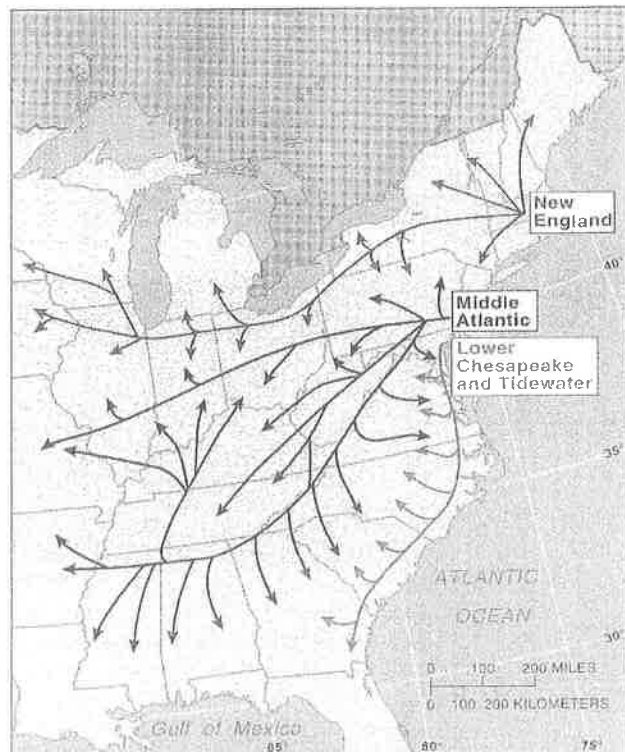 New
England
40°
Middle
Atlantic
Lower
Chesapeake
and Tidewater
35°
ATLANTIC
OCEAN
30°
0 100 200 MILES
0 100 200 KILOMETERS
Gulf of Mexico
85°
80°
75°